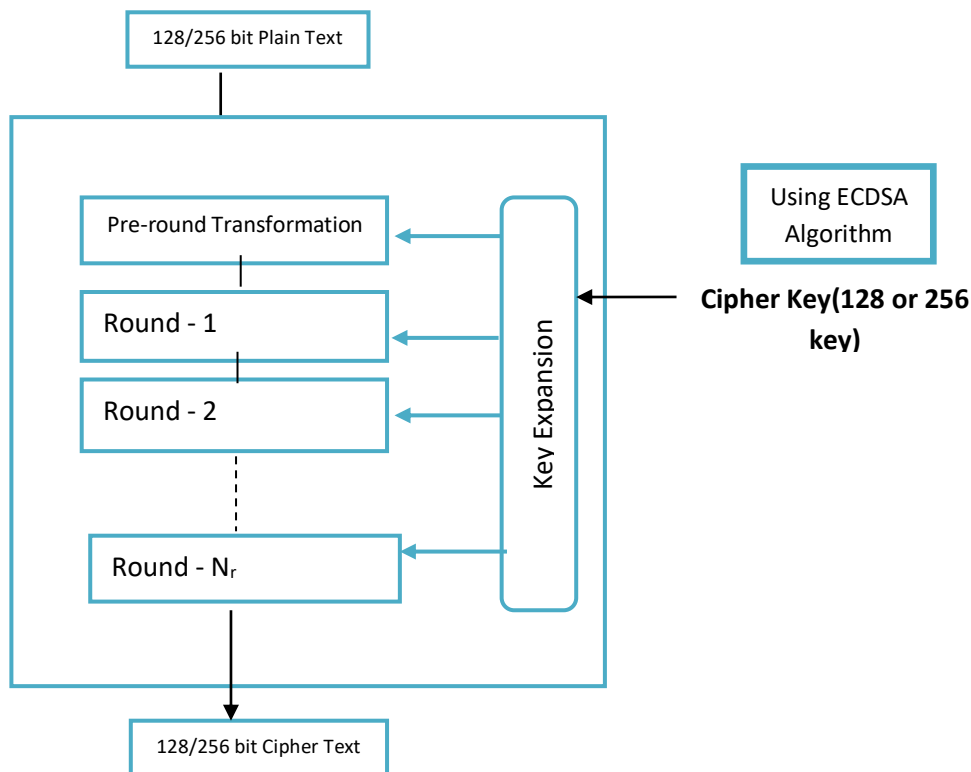 128/256 bit Plain Text
Pre-round Transformation
Round - 1
Round - 2
Round - Nᵣ
Key Expansion
Using ECDSA
Algorithm
Cipher Key(128 or 256
key)
128/256 bit Cipher Text